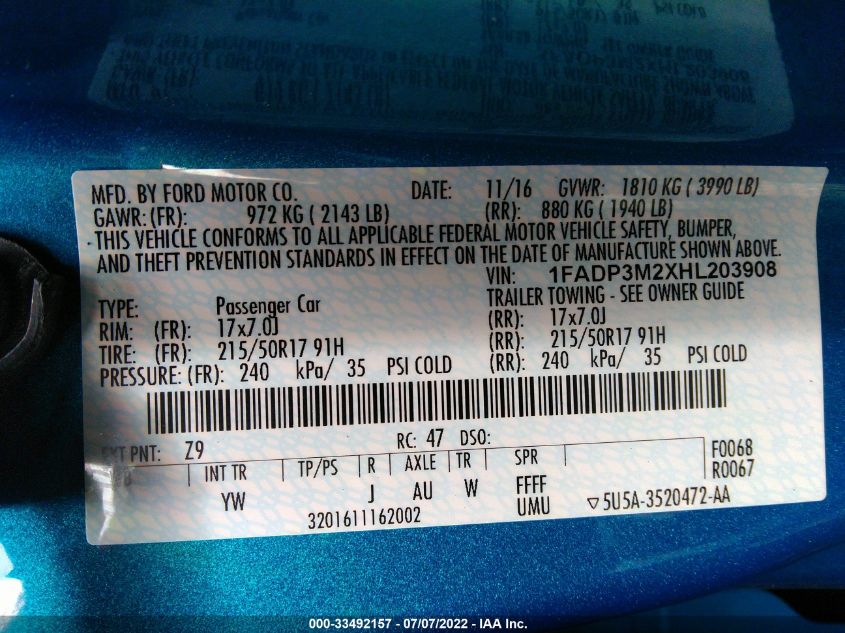 MFD. BY FORD MOTOR CO. DATE: 11/16 GVWR: 1810 KG ( 3990 LB)
GAWR: (FR): 972 KG ( 2143 LB) (RR): 880 KG ( 1940 LB)
-THIS VEHICLE CONFORMS TO ALL APPLICABLE FEDERAL MOTOR VEHICLE SAFETY, BUMPER,
AND THEFT PREVENTION STANDARDS IN EFFECT ON THE DATE OF MANUFACTURE SHOWN ABOVE.
VIN: 1FADP3M2XHL203908
TYPE: Passenger Car TRAILER TOWING - SEE OWNER GUIDE
RIM: (FR): 17x7.0J (RR): 17x7.0J
TIRE: (FR): 215/50R17 91H (RR): 215/50R17 91H
PRESSURE: (FR): 240 kPa/ 35 PSI COLD (RR): 240 kPa/ 35 PSI COLD
EXT PNT: Z9 RC: 47 DSO:
INT TR TP/PS R AXLE TR SPR F0068
R0067
YW J AU W FFFF
UMU
3201611162002 ▽5U5A-3520472-AA
000-33492157 - 07/07/2022 - IAA Inc.